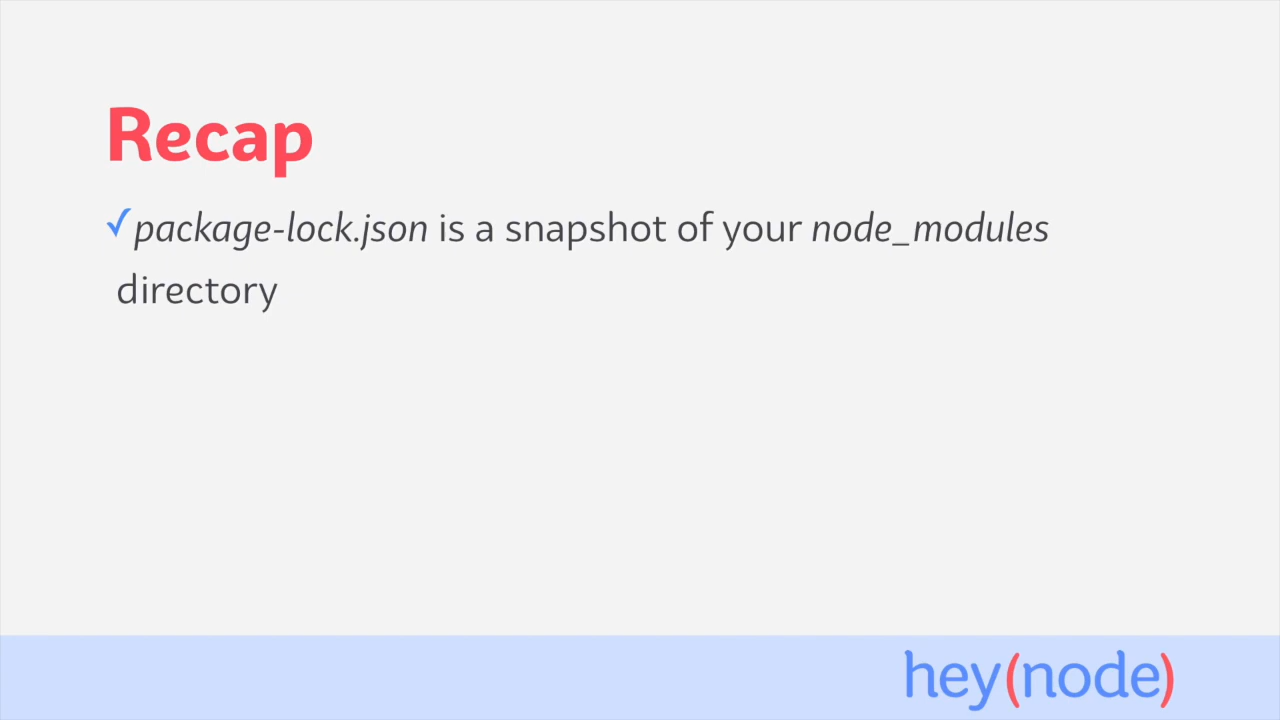 Recap
✓package-lock.json is a snapshot of your node_modules
directory
hey(node)